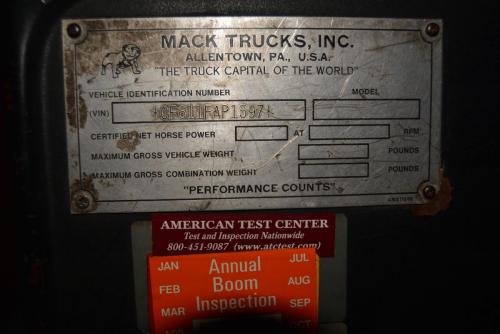 MACK TRUCKS, INC.
ALLENTOWN, PA., U.S.A.
"THE TRUCK CAPITAL OF THE WORLD"
VEHICLE IDENTIFICATION NUMBER MODEL
(VIN)
CERTIFIED NET HORSE POWER AT RPM
MAXIMUM GROSS VEHICLE WEIGHT POUNDS
MAXIMUM GROSS COMBINATION WEIGHT POUNDS
"PERFORMANCE COUNTS"
AMERICAN TEST CENTER
Test and Inspection Nationwide
800-451-9087 (www.atctest.com)
JAN Annual JUL
FEB Boom AUG
MAR Inspection SEP
OCT